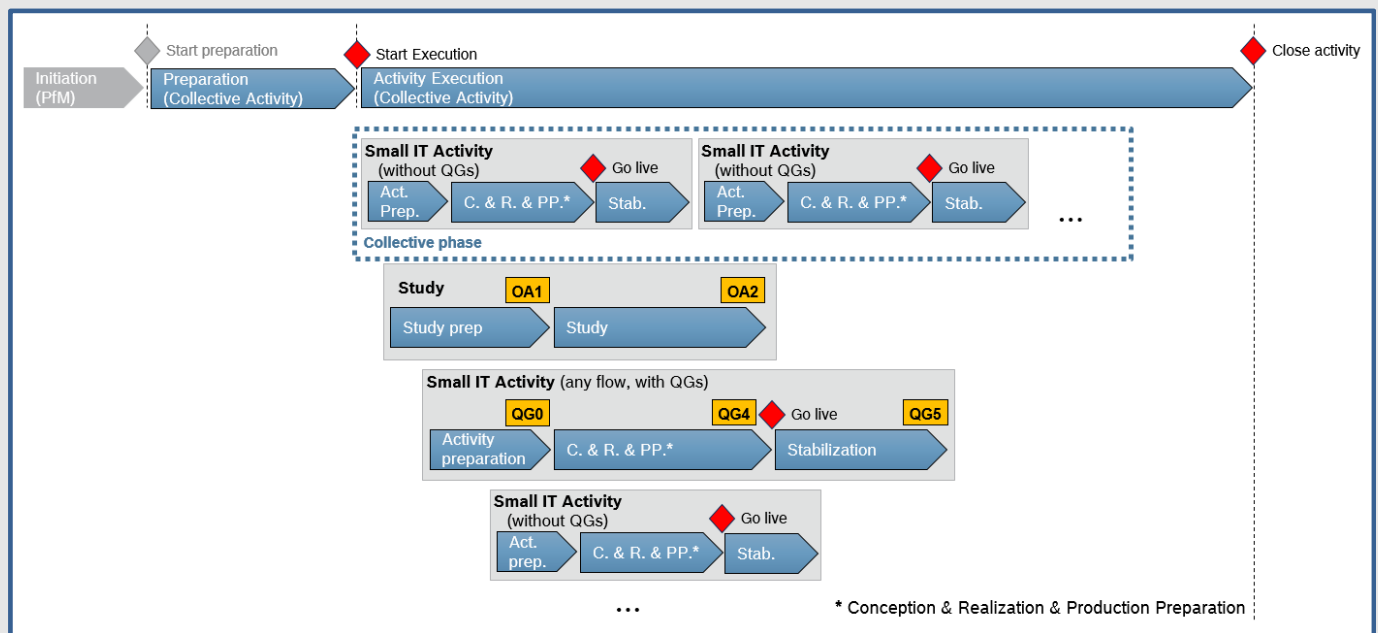 Start preparation
Start Execution
Close activity
Initiation
(PfM)
Preparation
(Collective Activity)
Activity Execution
(Collective Activity)
Small IT Activity
(without QGs)
Go live
Act.
Prep.
C. & R. & PP.*
Stab.
Small IT Activity
(without QGs)
Go live
Act.
Prep.
C. & R. & PP.*
Stab.
...
Collective phase
Study
OA1
OA2
Study prep
Study
Small IT Activity (any flow, with QGs)
QG0
QG4
Go live
QG5
Activity
preparation
C. & R. & PP.*
Stabilization
Small IT Activity
(without QGs)
Go live
Act.
prep.
C. & R. & PP.*
Stab.
...
* Conception & Realization & Production Preparation